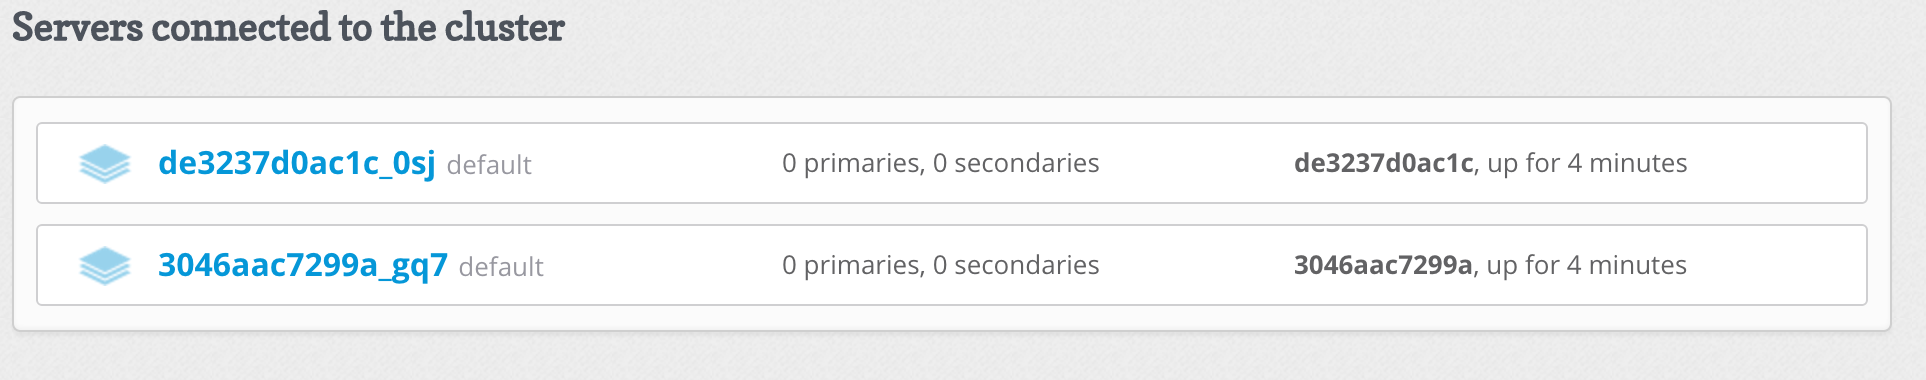 Servers connected to the cluster
de3237d0ac1c_0sj default 0 primaries, 0 secondaries de3237d0ac1c, up for 4 minutes
3046aac7299a_gq7 default 0 primaries, 0 secondaries 3046aac7299a, up for 4 minutes